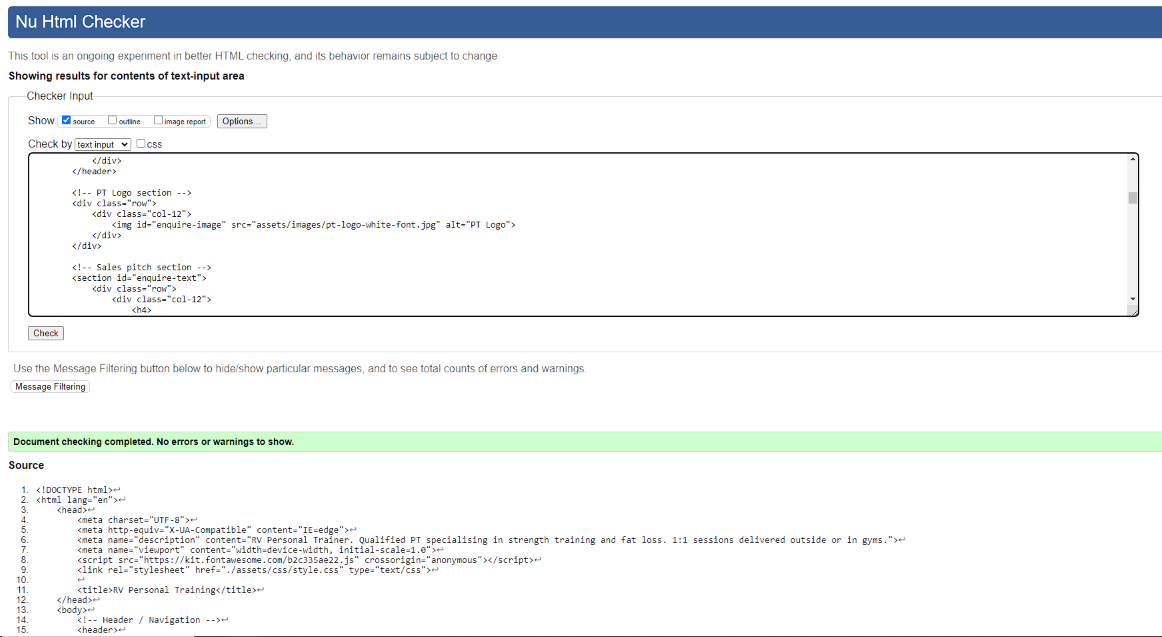 Nu Html Checker
This tool is an ongoing experiment in better HTML checking, and its behavior remains subject to change
Showing results for contents of text-input area
Checker Input
Show source outline image report Options...
Check by text input css
</div>
</header>
<!-- PT Logo section -->
<div class="row">
<div class="col-12">
<img id="enquire-image" src="assets/images/pt-logo-white-font.jpg" alt="PT Logo">
</div>
</div>
<!-- Sales pitch section -->
<section id="enquire-text">
<div class="row">
<div class="col-12">
<h4>
Check
Use the Message Filtering button below to hide/show particular messages, and to see total counts of errors and warnings.
Message Filtering
Document checking completed. No errors or warnings to show.
Source
1. <!DOCTYPE html>↩
2. <html lang="en">↩
3. <head>↩
4. <meta charset="UTF-8">↩
5. <meta http-equiv="X-UA-Compatible" content="IE=edge">↩
6. <meta name="description" content="RV Personal Trainer. Qualified PT specialising in strength training and fat loss. 1:1 sessions delivered outside or in gyms.">↩
7. <meta name="viewport" content="width=device-width, initial-scale=1.0">↩
8. <script src="https://kit.fontawesome.com/b2c335ae22.js" crossorigin="anonymous"></script>↩
9. <link rel="stylesheet" href="./assets/css/style.css" type="text/css">↩
10. ↩
11. <title>RV Personal Training</title>↩
12. </head>↩
13. <body>↩
14. <!-- Header / Navigation -->↩
15. <header>↩